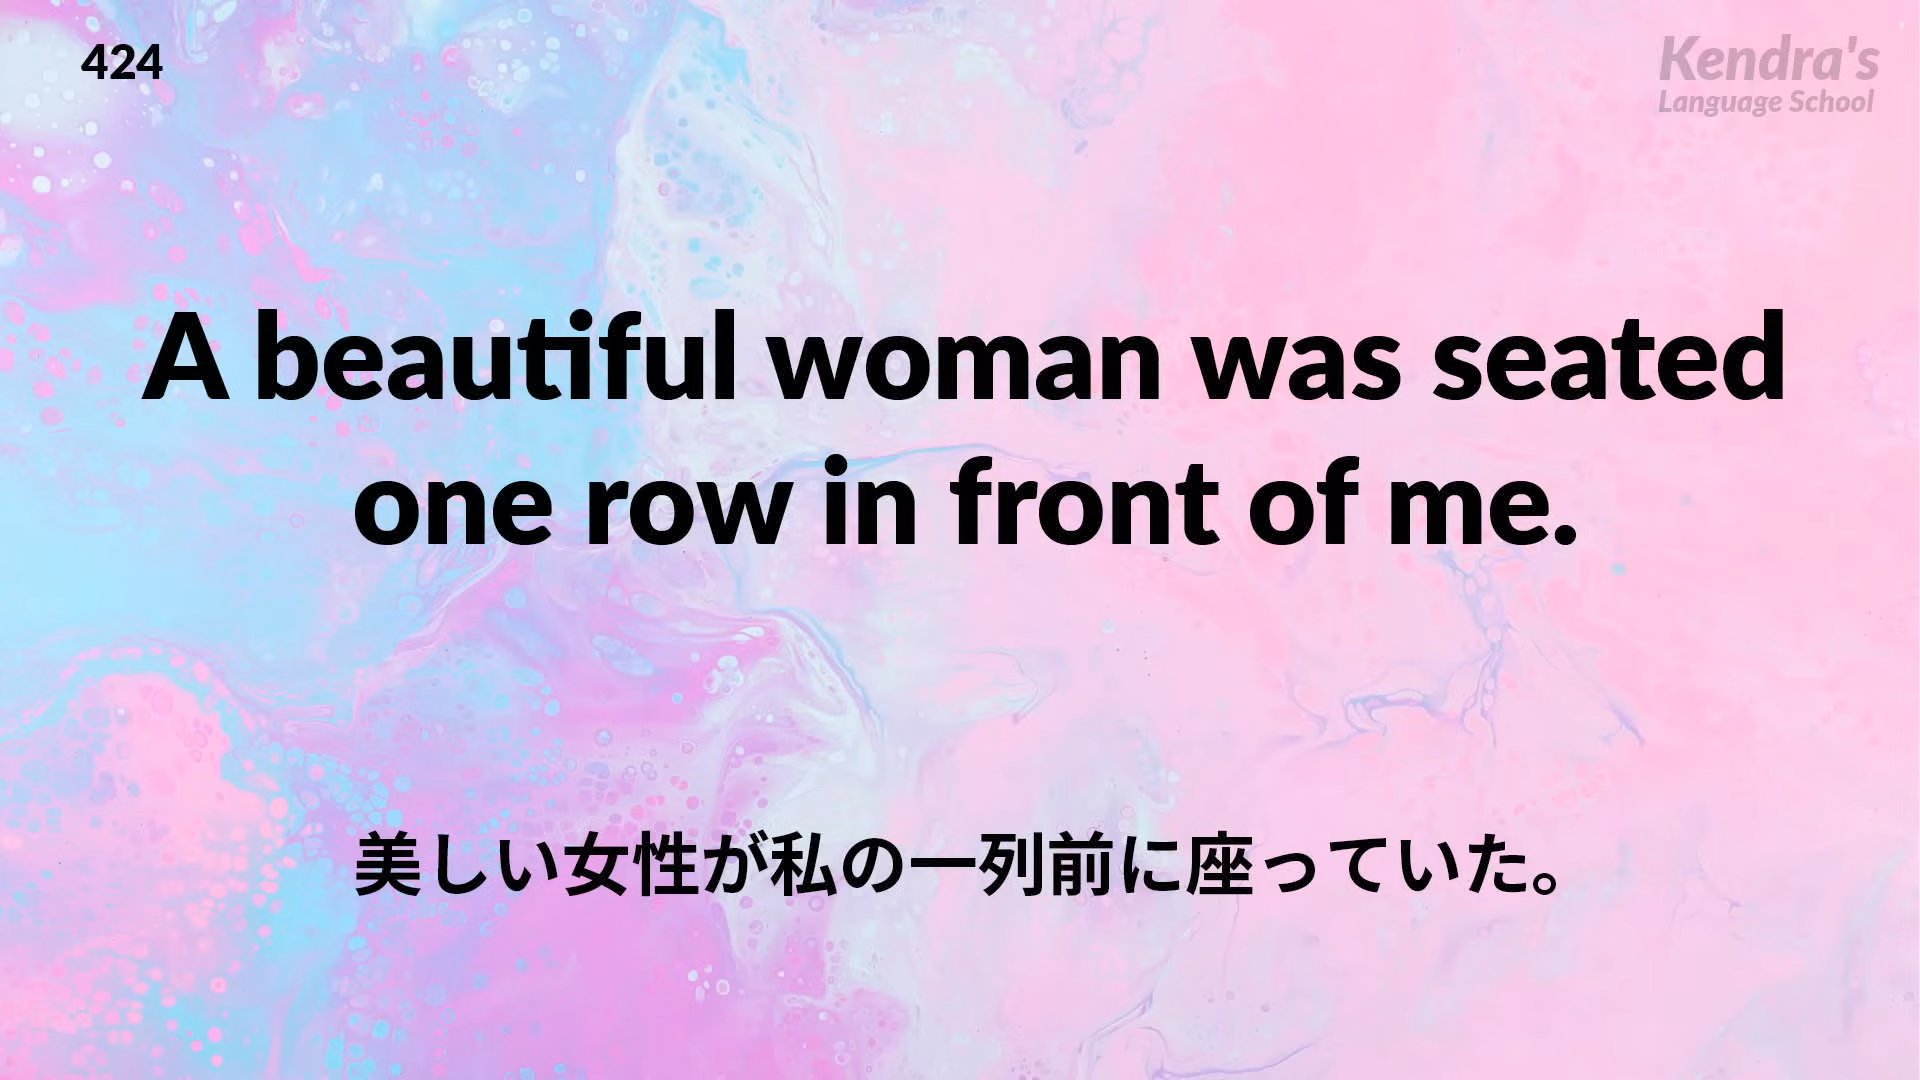 424
Kendra's
Language School
A beautiful woman was seated
one row in front of me.
美しい女性が私の一列前に座っていた。